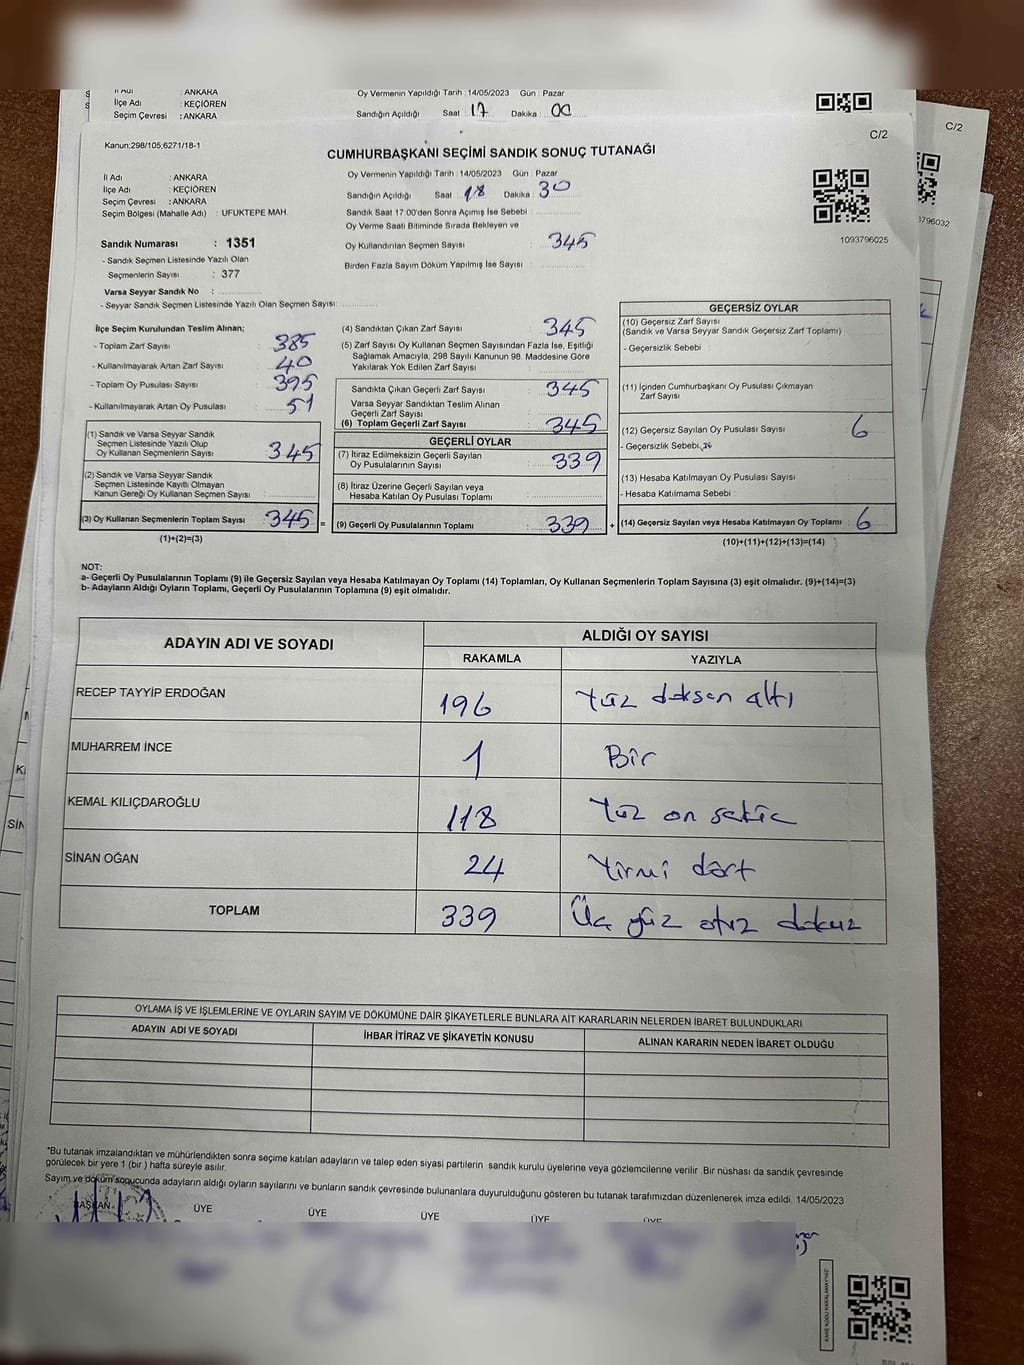 İl Adı : ANKARA
İlçe Adı : KEÇİÖREN
Seçim Çevresi : ANKARA
Oy Vermenin Yapıldığı Tarih : 14/05/2023 Gün : Pazar
Sandığın Açıldığı Saat : 17 Dakika : 00
C/2
C/2
Kanun:298/105,6271/18-1
CUMHURBAŞKANI SEÇİMİ SANDIK SONUÇ TUTANAĞI
İl Adı : ANKARA
İlçe Adı : KEÇİÖREN
Seçim Çevresi : ANKARA
Seçim Bölgesi (Mahalle Adı) : UFUKTEPE MAH.
Sandık Numarası : 1351
- Sandık Seçmen Listesinde Yazılı Olan
Seçmenlerin Sayısı : 377
Varsa Seyyar Sandık No :
- Seyyar Sandık Seçmen Listesinde Yazılı Olan Seçmen Sayısı:
Oy Vermenin Yapıldığı Tarih : 14/05/2023 Gün : Pazar
Sandığın Açıldığı Saat : 18 Dakika : 30
Sandık Saat 17:00'den Sonra Açımış İse Sebebi :
Oy Verme Saati Bitiminde Sırada Bekleyen ve
Oy Kullandırılan Seçmen Sayısı : 345
Birden Fazla Sayım Döküm Yapılmış İse Sayısı :
1093796025
3796032
İlçe Seçim Kurulundan Teslim Alınan;
- Toplam Zarf Sayısı : 385
- Kullanılmayarak Artan Zarf Sayısı : 40
- Toplam Oy Pusulası Sayısı : 395
- Kullanılmayarak Artan Oy Pusulası : 51
(1) Sandık ve Varsa Seyyar Sandık
Seçmen Listesinde Yazılı Olup
Oy Kullanan Seçmenlerin Sayısı : 345
(2) Sandık ve Varsa Seyyar Sandık
Seçmen Listesinde Kayıtlı Olmayan
Kanun Gereği Oy Kullanan Seçmen Sayısı :
(3) Oy Kullanan Seçmenlerin Toplam Sayısı : 345 =
(1)+(2)=(3)
(4) Sandıktan Çıkan Zarf Sayısı : 345
(5) Zarf Sayısı Oy Kullanan Seçmen Sayısından Fazla İse, Eşitliği
Sağlamak Amacıyla, 298 Sayılı Kanunun 98. Maddesine Göre
Yakılarak Yok Edilen Zarf Sayısı :
Sandıkta Çıkan Geçerli Zarf Sayısı : 345
Varsa Seyyar Sandıktan Teslim Alınan
Geçerli Zarf Sayısı :
(6) Toplam Geçerli Zarf Sayısı : 345
GEÇERLİ OYLAR
(7) İtiraz Edilmeksizin Geçerli Sayılan
Oy Pusulalarının Sayısı : 339
(8) İtiraz Üzerine Geçerli Sayılan veya
Hesaba Katılan Oy Pusulası Toplamı :
(9) Geçerli Oy Pusulalarının Toplamı : 339 +
GEÇERSİZ OYLAR
(10) Geçersiz Zarf Sayısı
(Sandık ve Varsa Seyyar Sandık Geçersiz Zarf Toplamı)
- Geçersizlik Sebebi :
(11) İçinden Cumhurbaşkanı Oy Pusulası Çıkmayan
Zarf Sayısı :
(12) Geçersiz Sayılan Oy Pusulası Sayısı : 6
- Geçersizlik Sebebi :
(13) Hesaba Katılmayan Oy Pusulası Sayısı :
- Hesaba Katılmama Sebebi :
(14) Geçersiz Sayılan veya Hesaba Katılmayan Oy Toplamı : 6
(10)+(11)+(12)+(13)=(14)
NOT:
a- Geçerli Oy Pusulalarının Toplamı (9) ile Geçersiz Sayılan veya Hesaba Katılmayan Oy Toplamı (14) Toplamları, Oy Kullanan Seçmenlerin Toplam Sayısına (3) eşit olmalıdır. (9)+(14)=(3)
b- Adayların Aldığı Oyların Toplamı, Geçerli Oy Pusulalarının Toplamına (9) eşit olmalıdır.
ADAYIN ADI VE SOYADI ALDIĞI OY SAYISI
RAKAMLA YAZIYLA
RECEP TAYYİP ERDOĞAN 196 Yüz doksan altı
MUHARREM İNCE 1 Bir
KEMAL KILIÇDAROĞLU 118 Yüz on sekiz
SİNAN OĞAN 24 Yirmi dört
TOPLAM 339 Üç yüz otuz dokuz
OYLAMA İŞ VE İŞLEMLERİNE VE OYLARIN SAYIM VE DÖKÜMÜNE DAİR ŞİKAYETLERLE BUNLARA AİT KARARLARIN NELERDEN İBARET BULUNDUKLARI
ADAYIN ADI VE SOYADI İHBAR İTİRAZ VE ŞİKAYETİN KONUSU ALINAN KARARIN NEDEN İBARET OLDUĞU
*Bu tutanak imzalandıktan ve mühürlendikten sonra seçime katılan adayların ve talep eden siyasi partilerin sandık kurulu üyelerine veya gözlemcilerine verilir. Bir nüshası da sandık çevresinde
görülecek bir yere 1 (bir ) hafta süreyle asılır.
Sayım ve döküm sonucunda adayların aldığı oyların sayılarını ve bunların sandık çevresinde bulunanlara duyurulduğunu gösteren bu tutanak tarafımızdan düzenlenerek imza edildi. 14/05/2023
BAŞKAN ÜYE ÜYE ÜYE ÜYE ÜYE